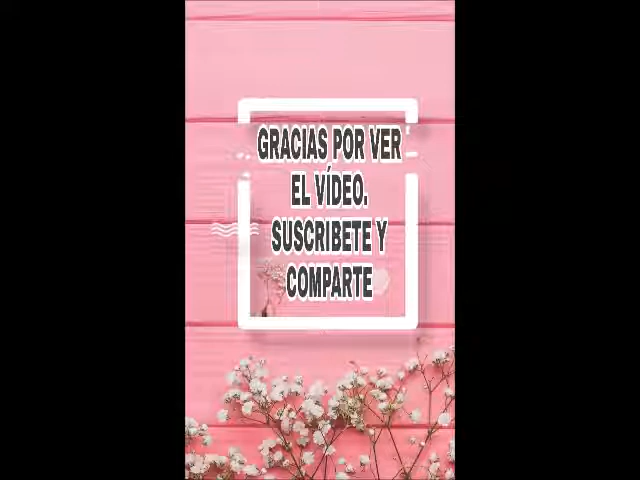 GRACIAS POR VER
EL VÍDEO.
SUSCRIBETE Y
COMPARTE